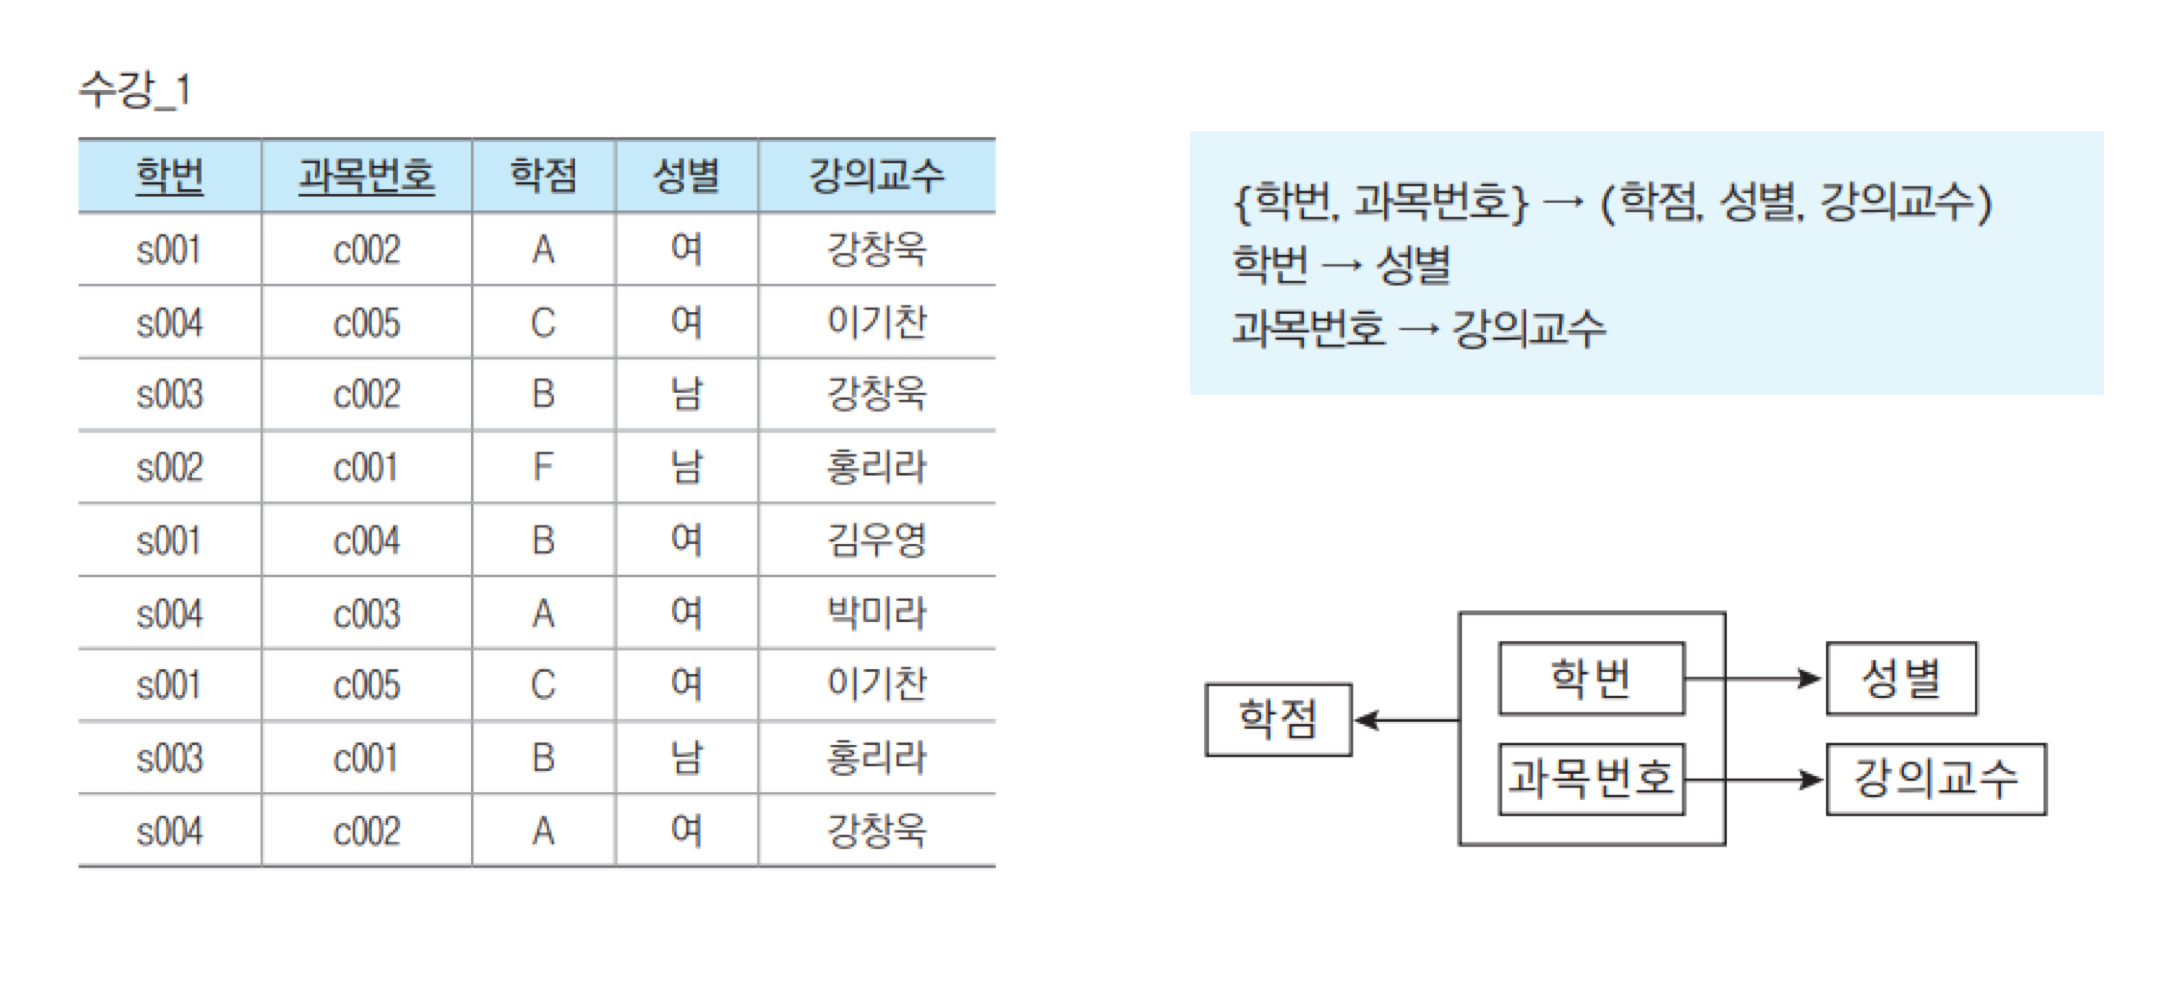 수강_1
학번 과목번호 학점 성별 강의교수
s001 c002 A 여 강창욱
s004 c005 C 여 이기찬
s003 c002 B 남 강창욱
s002 c001 F 남 홍리라
s001 c004 B 여 김우영
s004 c003 A 여 박미라
s001 c005 C 여 이기찬
s003 c001 B 남 홍리라
s004 c002 A 여 강창욱
{학번, 과목번호} → (학점, 성별, 강의교수)
학번 → 성별
과목번호 → 강의교수
학번 성별
학점
과목번호 강의교수